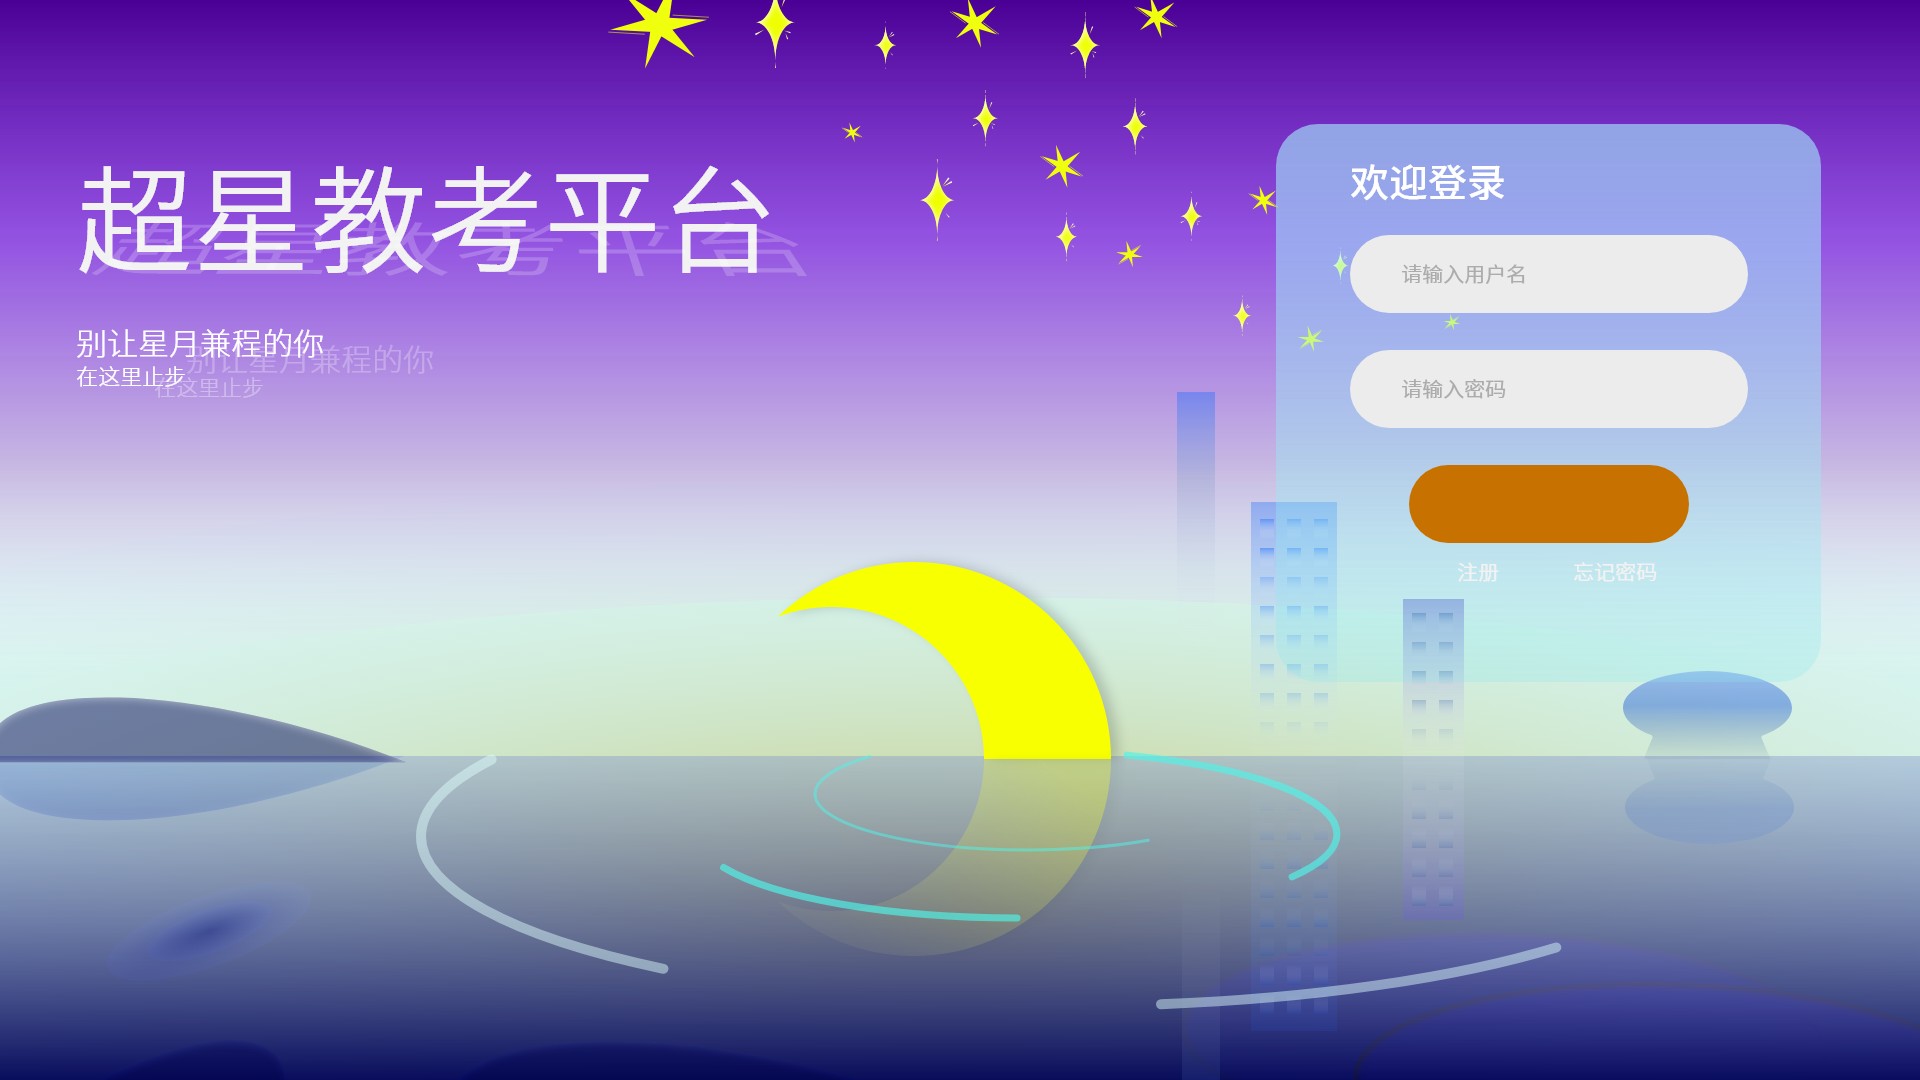 超星教考平台
别让星月兼程的你
在这里止步
欢迎登录
请输入用户名
请输入密码
注册 忘记密码